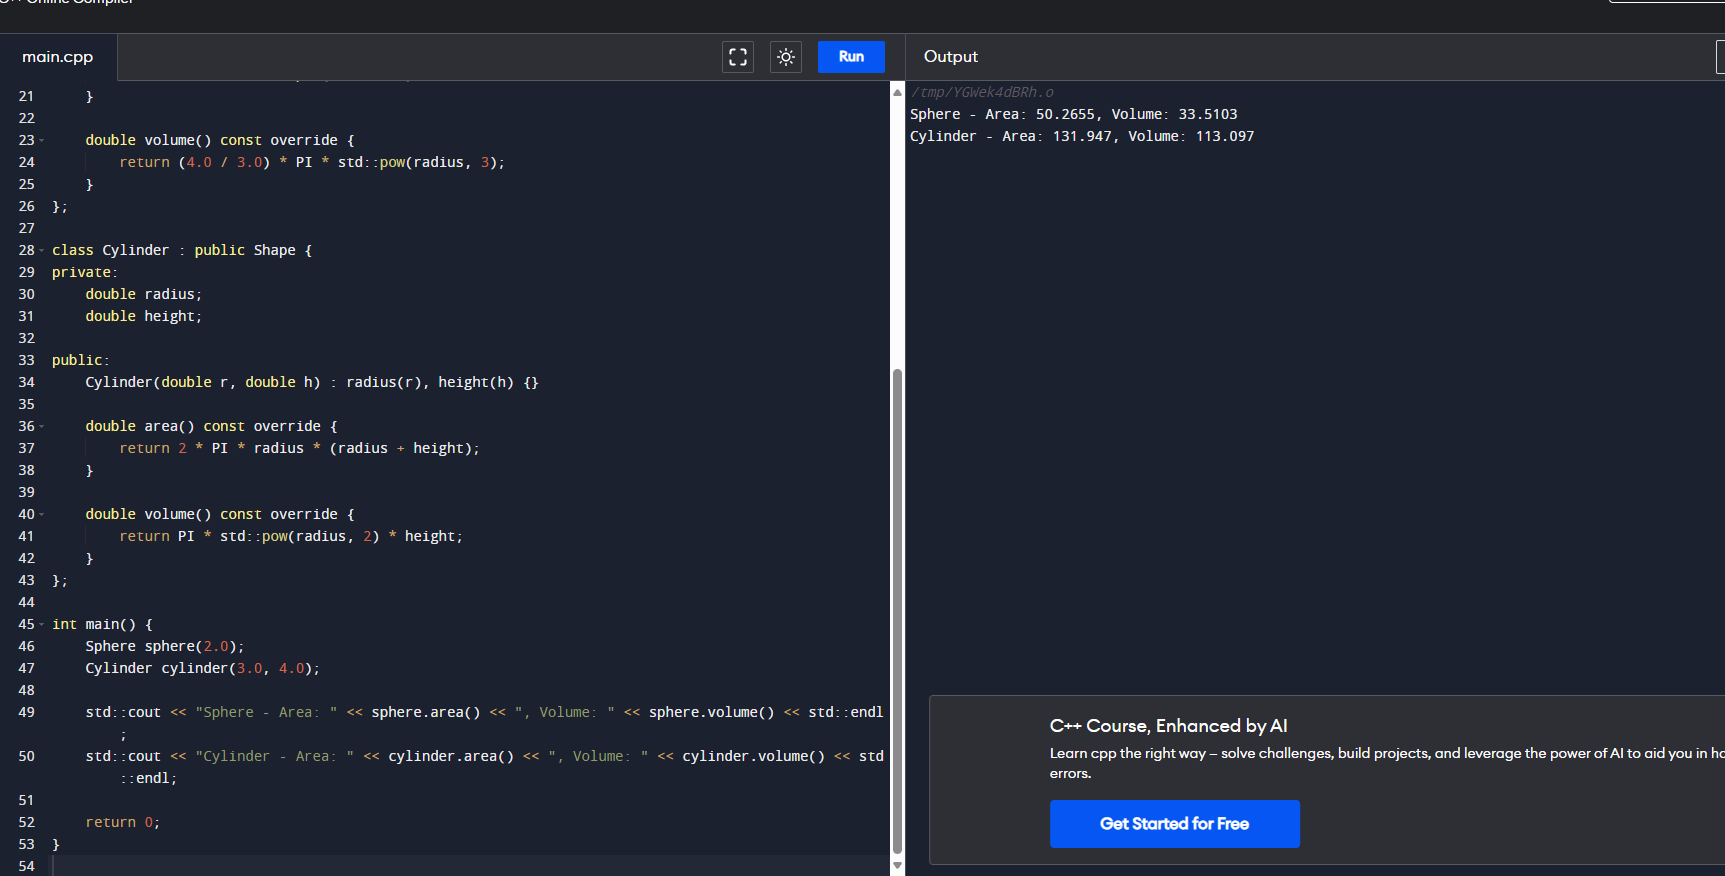 C++ Online Compiler
main.cpp
Run
21 }
22
23 double volume() const override {
24 return (4.0 / 3.0) * PI * std::pow(radius, 3);
25 }
26 };
27
28 class Cylinder : public Shape {
29 private:
30 double radius;
31 double height;
32
33 public:
34 Cylinder(double r, double h) : radius(r), height(h) {}
35
36 double area() const override {
37 return 2 * PI * radius * (radius + height);
38 }
39
40 double volume() const override {
41 return PI * std::pow(radius, 2) * height;
42 }
43 };
44
45 int main() {
46 Sphere sphere(2.0);
47 Cylinder cylinder(3.0, 4.0);
48
49 std::cout << "Sphere - Area: " << sphere.area() << ", Volume: " << sphere.volume() << std::endl
;
50 std::cout << "Cylinder - Area: " << cylinder.area() << ", Volume: " << cylinder.volume() << std
::endl;
51
52 return 0;
53 }
54
Output
/tmp/YGWek4dBRh.o
Sphere - Area: 50.2655, Volume: 33.5103
Cylinder - Area: 131.947, Volume: 113.097
C++ Course, Enhanced by AI
Learn cpp the right way – solve challenges, build projects, and leverage the power of AI to aid you in
errors.
Get Started for Free